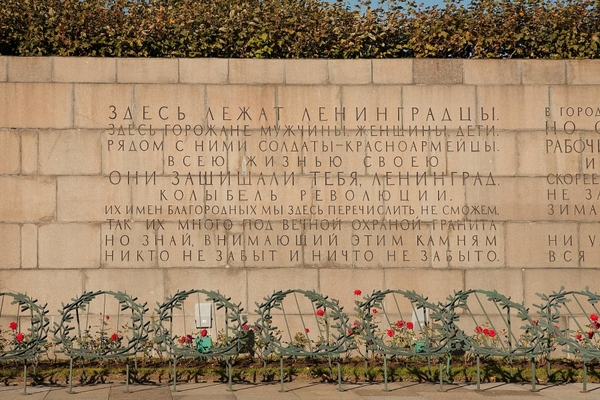 ЗДЕСЬ ЛЕЖАТ ЛЕНИНГРАДЦЫ.
ЗДЕСЬ ГОРОЖАНЕ МУЖЧИНЫ, ЖЕНЩИНЫ, ДЕТИ.
РЯДОМ С НИМИ СОЛДАТЫ-КРАСНОАРМЕЙЦЫ.
ВСЕЮ ЖИЗНЬЮ СВОЕЮ
ОНИ ЗАЩИЩАЛИ ТЕБЯ, ЛЕНИНГРАД,
КОЛЫБЕЛЬ РЕВОЛЮЦИИ.
ИХ ИМЕН БЛАГОРОДНЫХ МЫ ЗДЕСЬ ПЕРЕЧИСЛИТЬ НЕ СМОЖЕМ,
ТАК ИХ МНОГО ПОД ВЕЧНОЙ ОХРАНОЙ ГРАНИТА
НО ЗНАЙ, ВНИМАЮЩИЙ ЭТИМ КАМНЯМ
НИКТО НЕ ЗАБЫТ И НИЧТО НЕ ЗАБЫТО.
В ГОРОД
НО О
РАБОЧИ
И
СКОРЕЕ
НЕ ЗА
ЗИМА
НИ У
ВСЯ